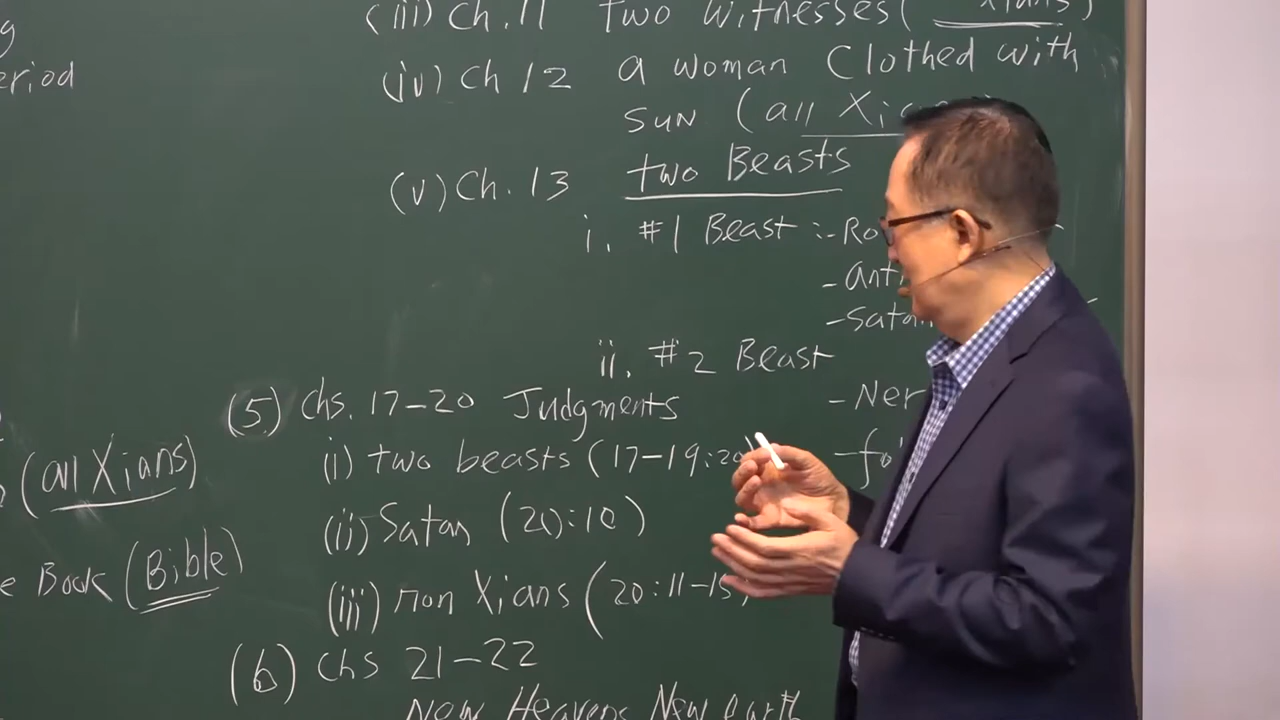 (iii) Ch. 11 Two Witnesses (Xians)
eriod
(iv) Ch 12 a woman Clothed with
sun (all
(v) Ch. 13 two Beasts
i. #1 Beast :-
ii. #2 Beast
(5) Chs. 17-20 Judgments
(i) two beasts (17-19:20)
(all Xians)
(ii) Satan (20:10)
Book (Bible)
(iii) non Xians (20:11-15)
(6) Chs 21-22
New Heavens New earth